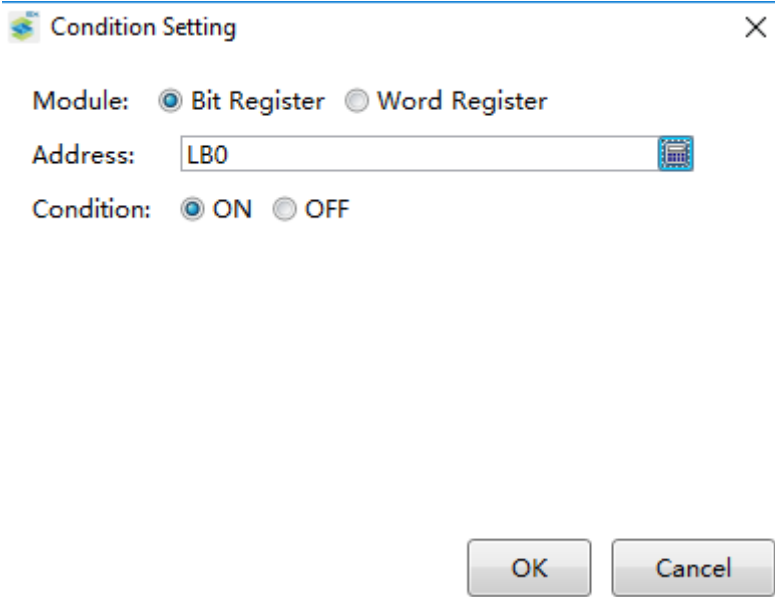 Condition Setting
Module: Bit Register Word Register
Address: LB0
Condition: ON OFF
OK Cancel